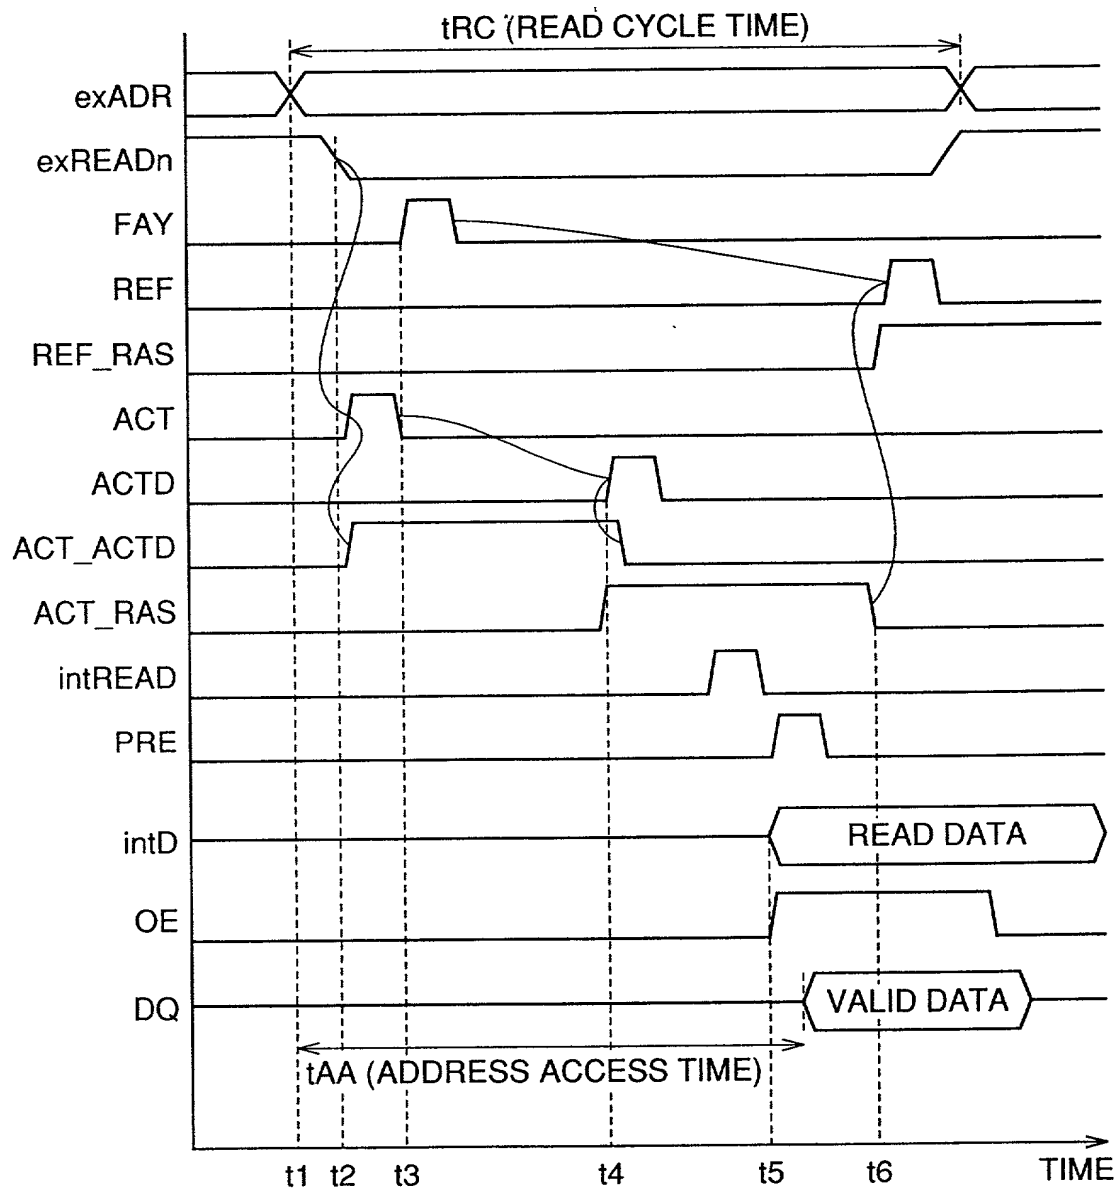 tRC (READ CYCLE TIME)
exADR
exREADn
FAY
REF
REF_RAS
ACT
ACTD
ACT_ACTD
ACT_RAS
intREAD
PRE
intD READ DATA
OE
DQ VALID DATA
tAA (ADDRESS ACCESS TIME)
t1 t2 t3 t4 t5 t6 TIME